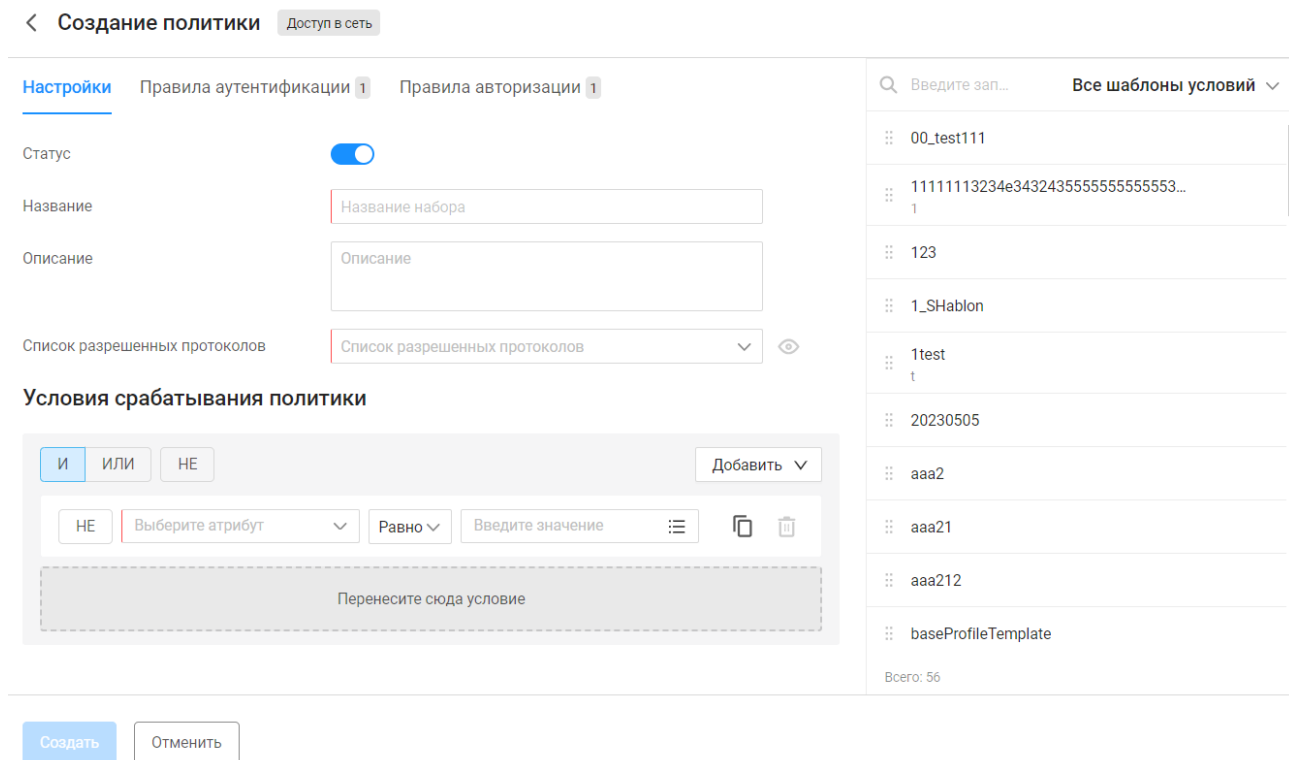 Создание политики Доступ в сеть
Настройки Правила аутентификации 1 Правила авторизации 1
Статус
Название Название набора
Описание Описание
Список разрешенных протоколов Список разрешенных протоколов
Условия срабатывания политики
И ИЛИ НЕ Добавить
НЕ Выберите атрибут Равно Введите значение
Перенесите сюда условие
Создать Отменить
Введите зап... Все шаблоны условий
00_test111
11111113234e3432435555555555553...
1
123
1_SHablon
1test
t
20230505
aaa2
aaa21
aaa212
baseProfileTemplate
Всего: 56